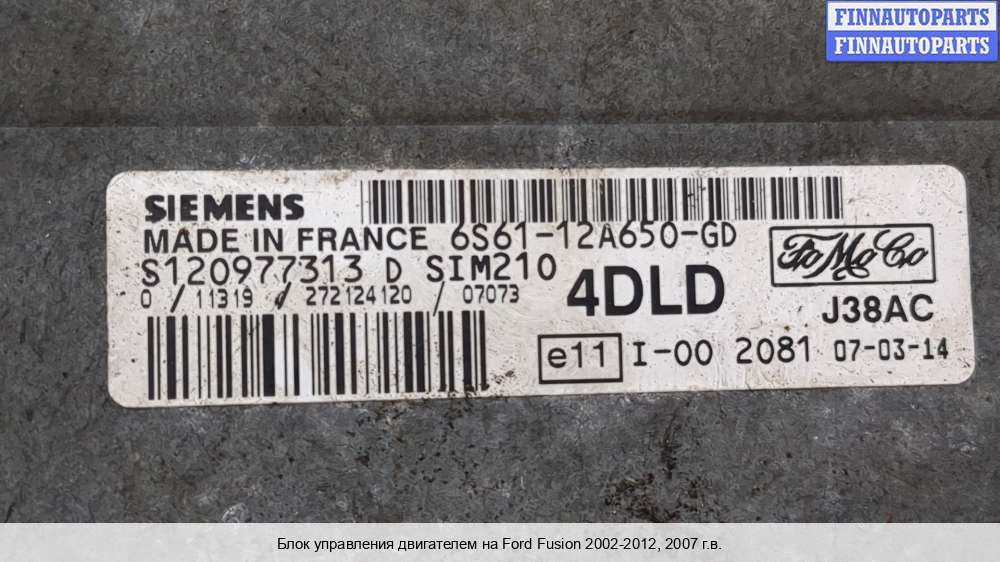 FINNAUTOPARTS
FINNAUTOPARTS
SIEMENS
MADE IN FRANCE 6S61-12A650-GD
S120977313 D SIM210
0 / 11319 / 272124120 / 07073
4DLD
FoMoCo
J38AC
e11 I-00 2081 07-03-14
Блок управления двигателем на Ford Fusion 2002-2012, 2007 г.в.